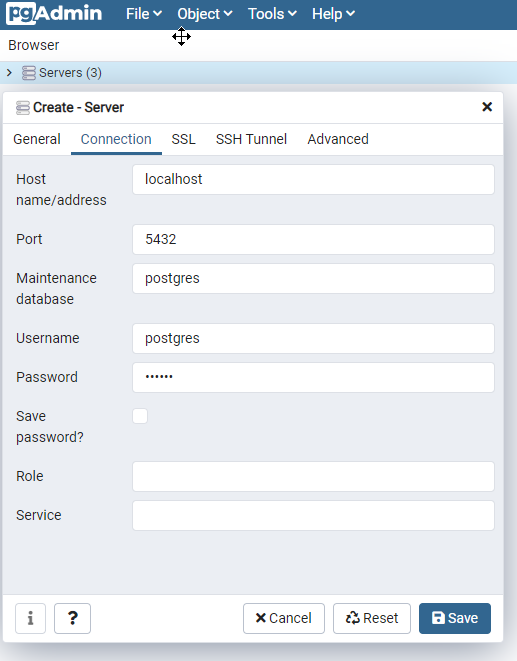 pgAdmin File Object Tools Help
Browser
Servers (3)
Create - Server
General Connection SSL SSH Tunnel Advanced
Host name/address localhost
Port 5432
Maintenance database postgres
Username postgres
Password ••••••
Save password?
Role
Service
i ? Cancel Reset Save